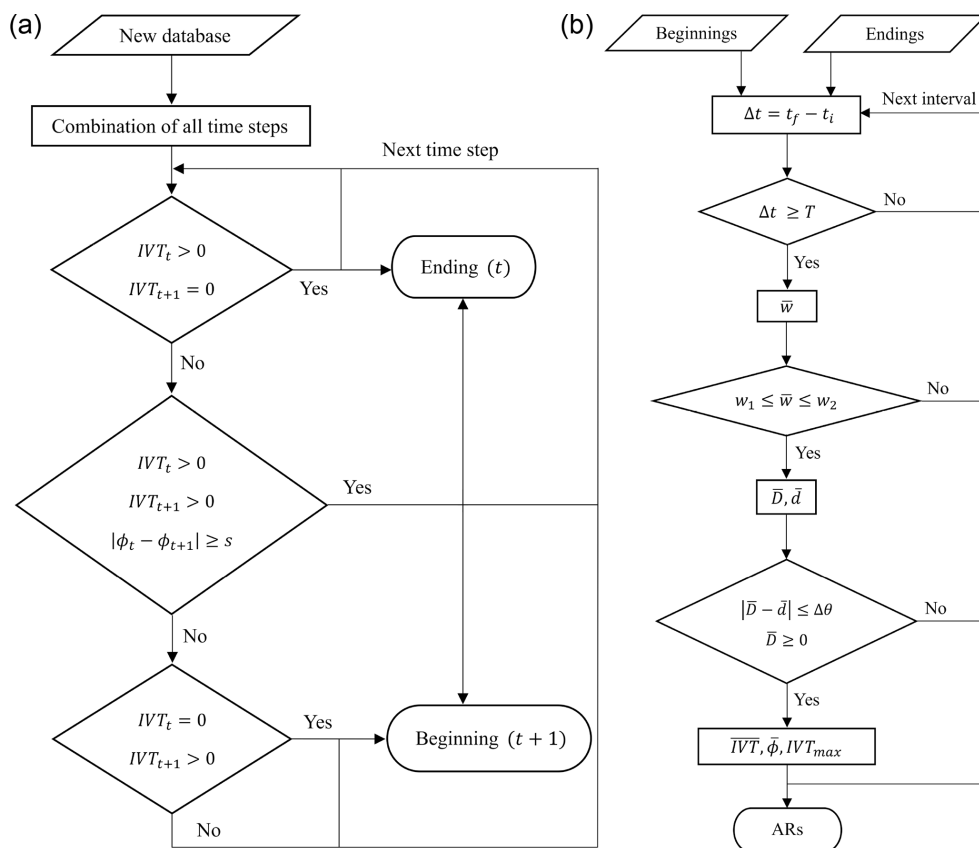 (a)
New database
Combination of all time steps
Next time step
IVT_t > 0
IVT_{t+1} = 0
Yes
Ending (t)
No
IVT_t > 0
IVT_{t+1} > 0
|ϕ_t − ϕ_{t+1}| ≥ s
Yes
No
IVT_t = 0
IVT_{t+1} > 0
Yes
Beginning (t + 1)
No
(b)
Beginnings
Endings
Next interval
Δt = t_f − t_i
Δt ≥ T
No
Yes
w̅
w_1 ≤ w̅ ≤ w_2
No
Yes
D̅, d̅
|D̅ − d̅| ≤ Δθ
D̅ ≥ 0
No
Yes
I̅V̅T̅, ϕ̅, IVT_{max}
ARs